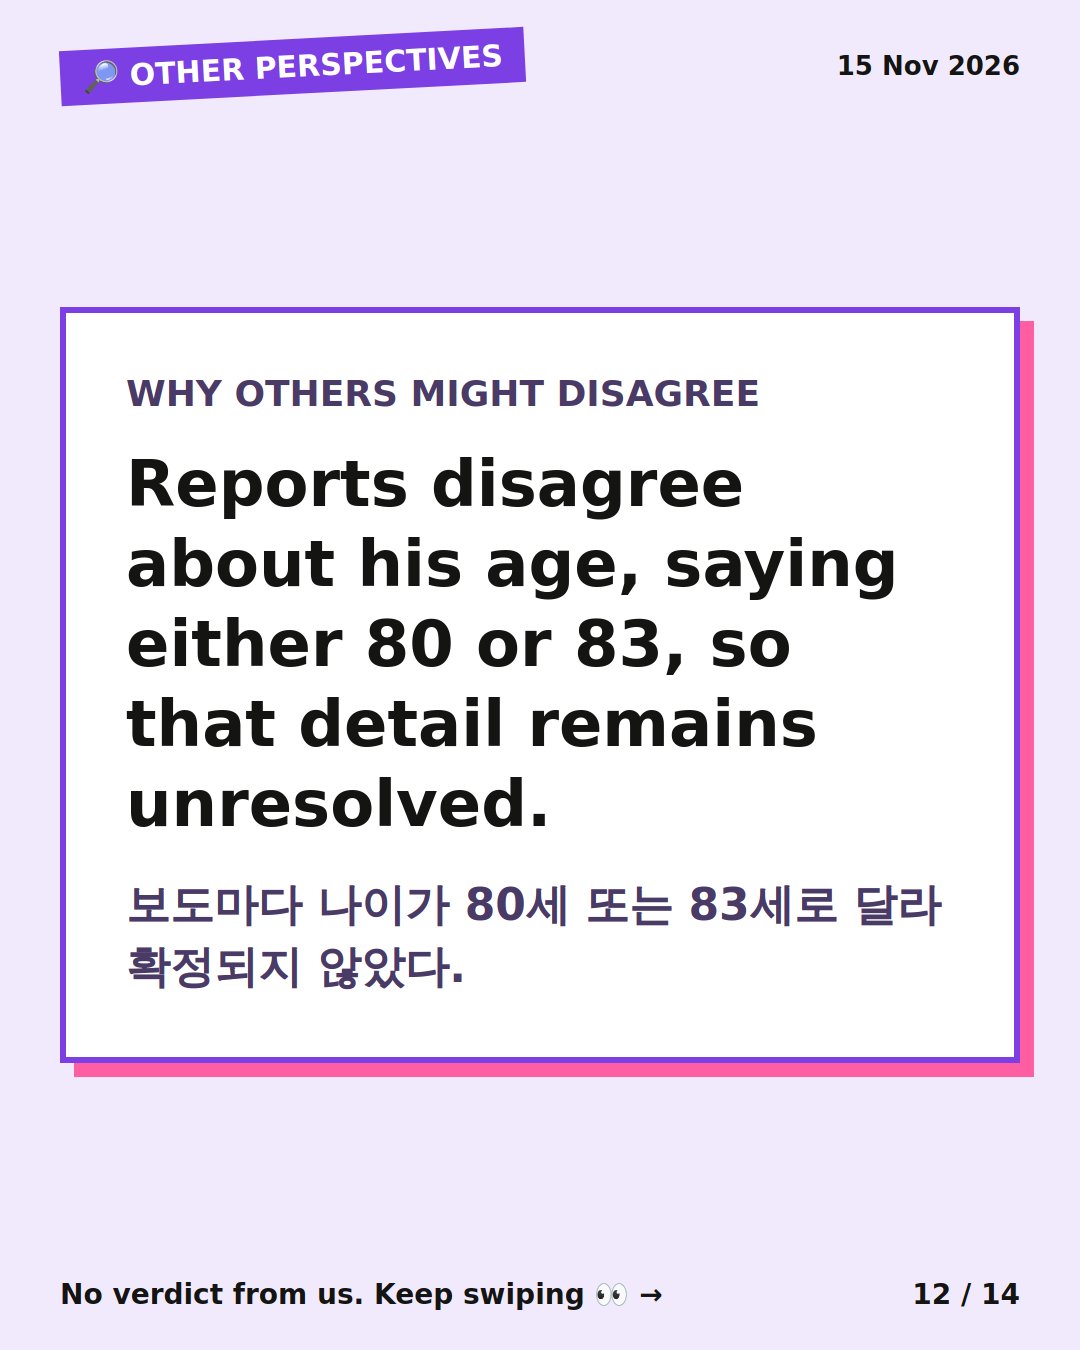 🔎 OTHER PERSPECTIVES
15 Nov 2026
WHY OTHERS MIGHT DISAGREE
Reports disagree
about his age, saying
either 80 or 83, so
that detail remains
unresolved.
보도마다 나이가 80세 또는 83세로 달라
확정되지 않았다.
No verdict from us. Keep swiping 👀 →
12 / 14